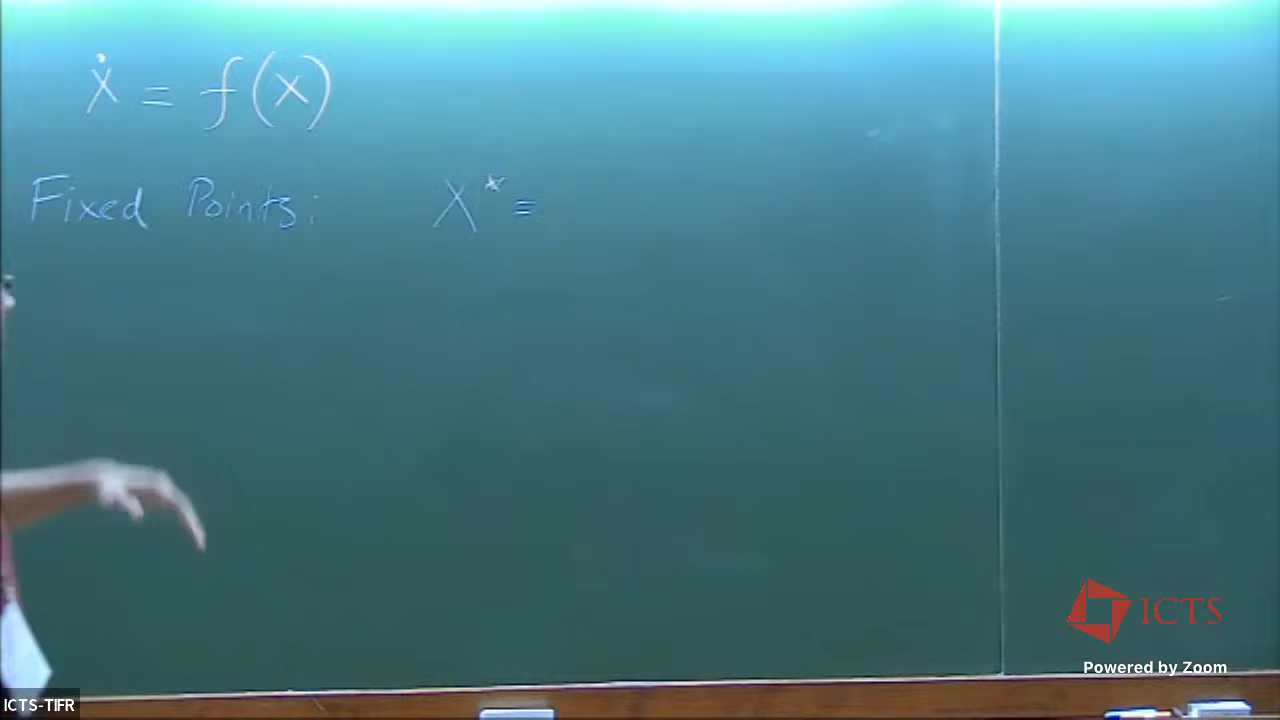 ẋ = f(x)
Fixed Points: X* =
ICTS
Powered by Zoom
ICTS-TIFR